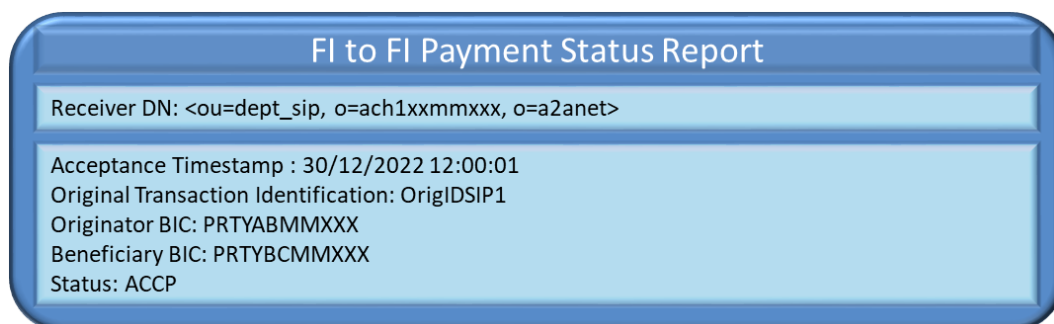 FI to FI Payment Status Report
Receiver DN: <ou=dept_sip, o=ach1xxmmxxx, o=a2anet>
Acceptance Timestamp : 30/12/2022 12:00:01
Original Transaction Identification: OrigIDSIP1
Originator BIC: PRTYABMMXXX
Beneficiary BIC: PRTYBCMMXXX
Status: ACCP